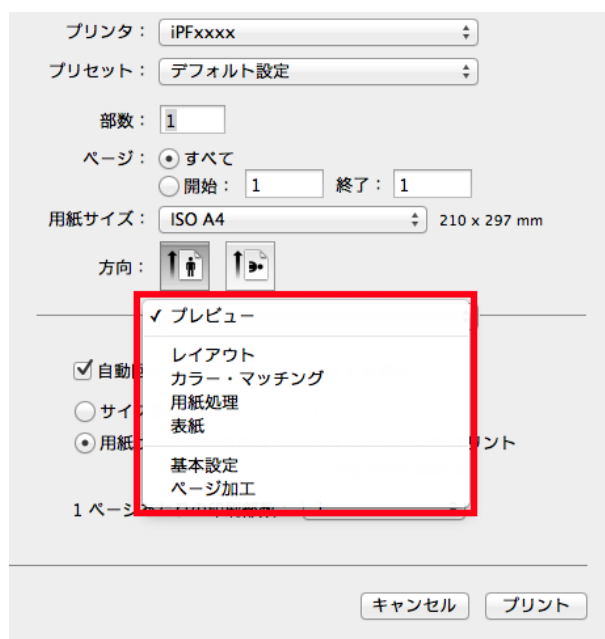 プリンタ： iPFxxxx
プリセット： デフォルト設定
部数： 1
ページ： すべて
開始： 1 終了： 1
用紙サイズ： ISO A4 210 x 297 mm
方向：
✓ プレビュー
レイアウト
自動
カラー・マッチング
用紙処理
サイ
表紙
用紙
リント
基本設定
ページ加工
1 ページ
キャンセル プリント